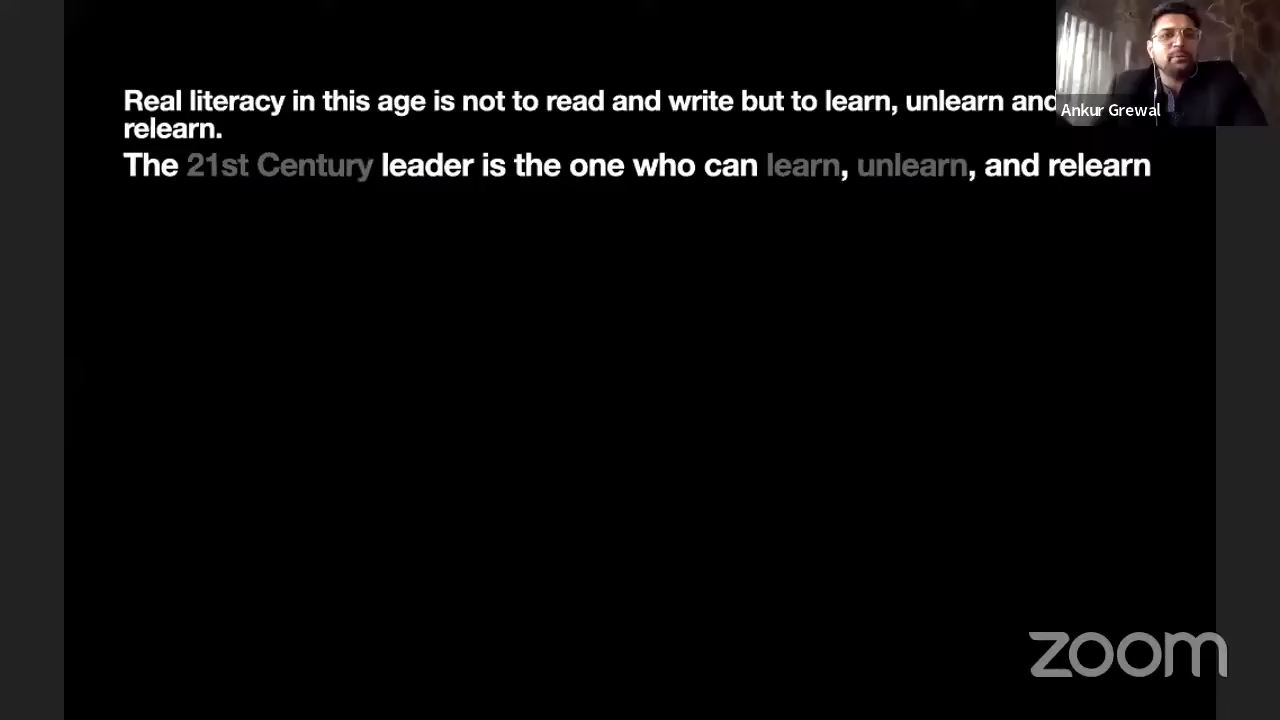 Real literacy in this age is not to read and write but to learn, unlearn and
relearn.
The 21st Century leader is the one who can learn, unlearn, and relearn
Ankur Grewal
zoom